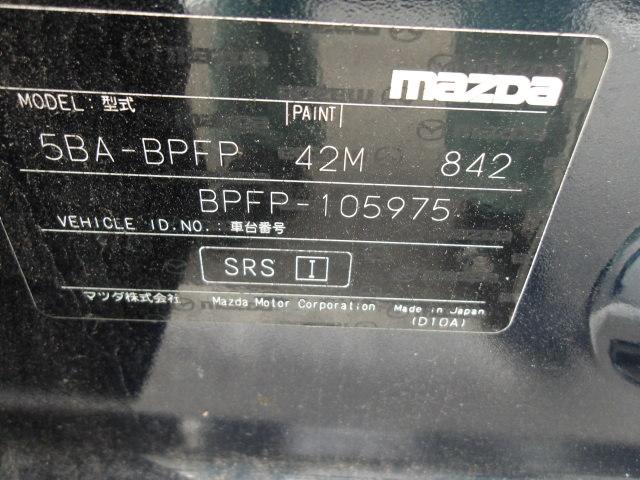 mazda
MODEL: 型式 PAINT
5BA-BPFP 42M 842
BPFP-105975
VEHICLE ID.NO.: 車台番号
SRS I
マツダ株式会社 Mazda Motor Corporation Made in Japan
(D10A)